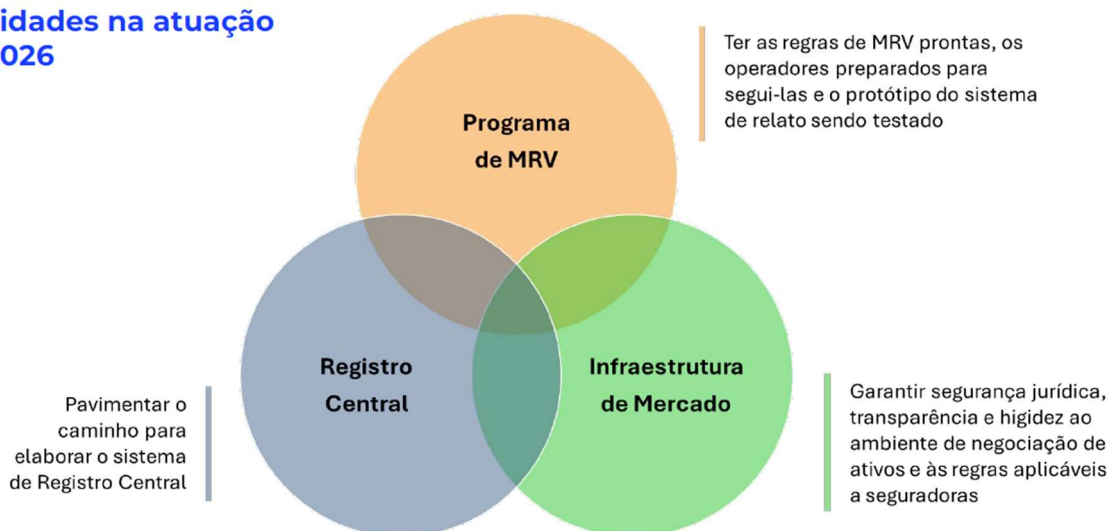 idades na atuação
026
Ter as regras de MRV prontas, os
operadores preparados para
segui-las e o protótipo do sistema
de relato sendo testado
Programa
de MRV
Registro
Central
Infraestrutura
de Mercado
Pavimentar o
caminho para
elaborar o sistema
de Registro Central
Garantir segurança jurídica,
transparência e higidez ao
ambiente de negociação de
ativos e às regras aplicáveis
a seguradoras